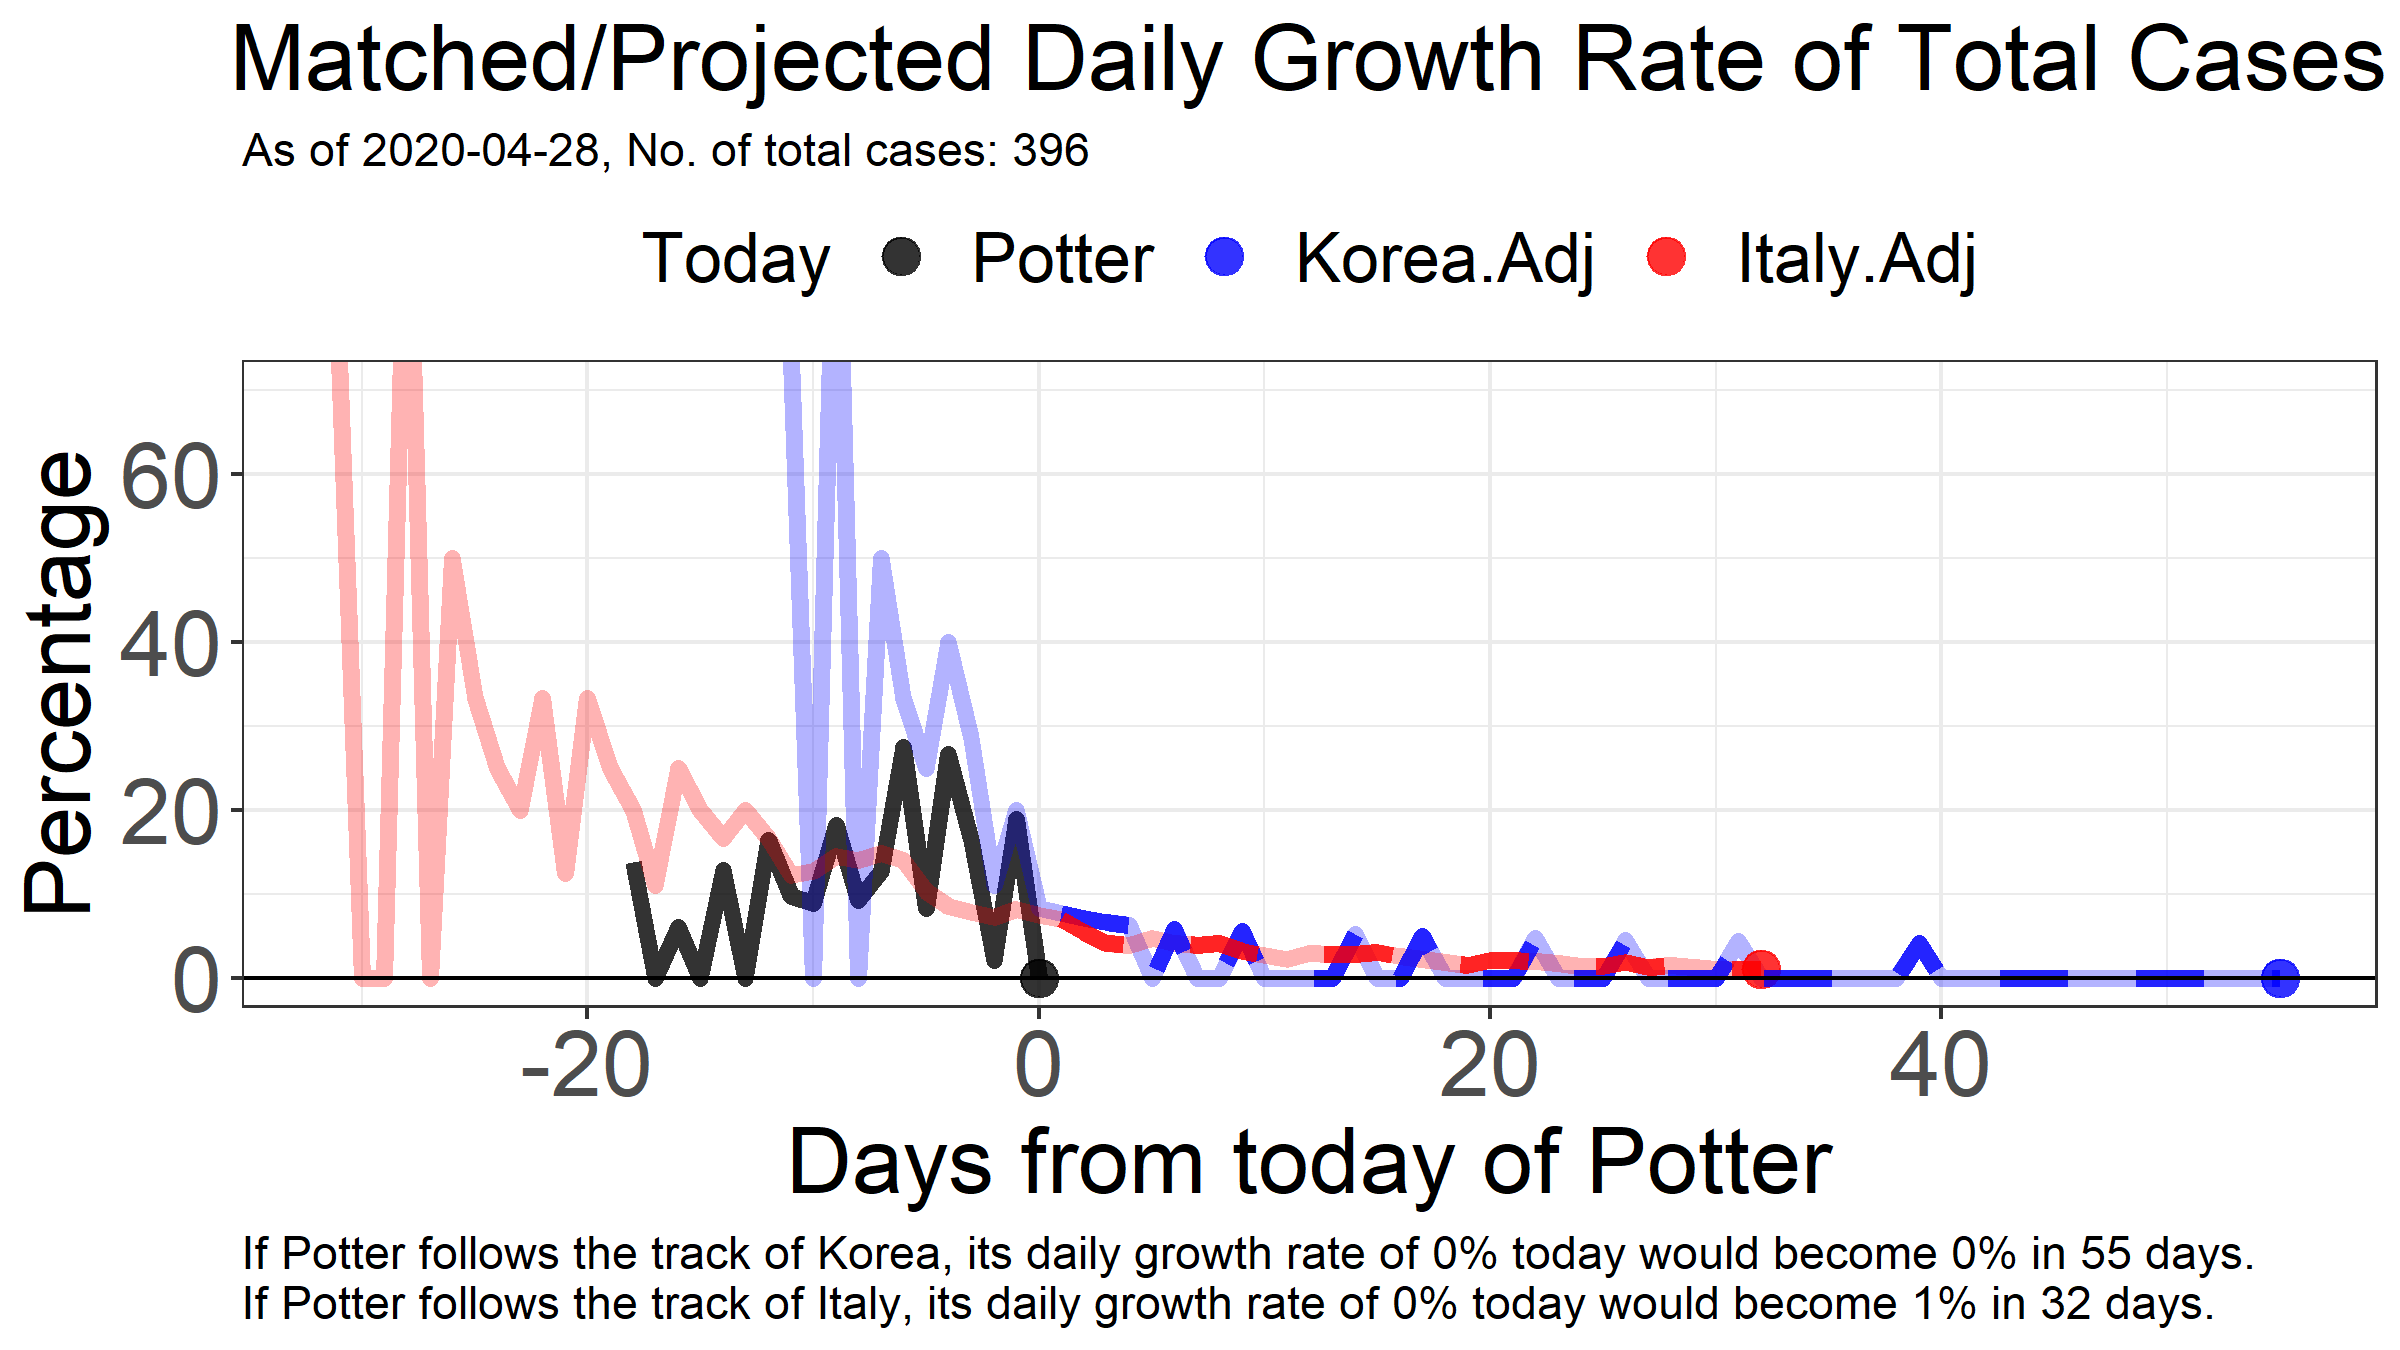 Matched/Projected Daily Growth Rate of Total Cases
As of 2020-04-28, No. of total cases: 396
Today Potter Korea.Adj Italy.Adj
Percentage
60
40
20
0
-20 0 20 40
Days from today of Potter
If Potter follows the track of Korea, its daily growth rate of 0% today would become 0% in 55 days.
If Potter follows the track of Italy, its daily growth rate of 0% today would become 1% in 32 days.